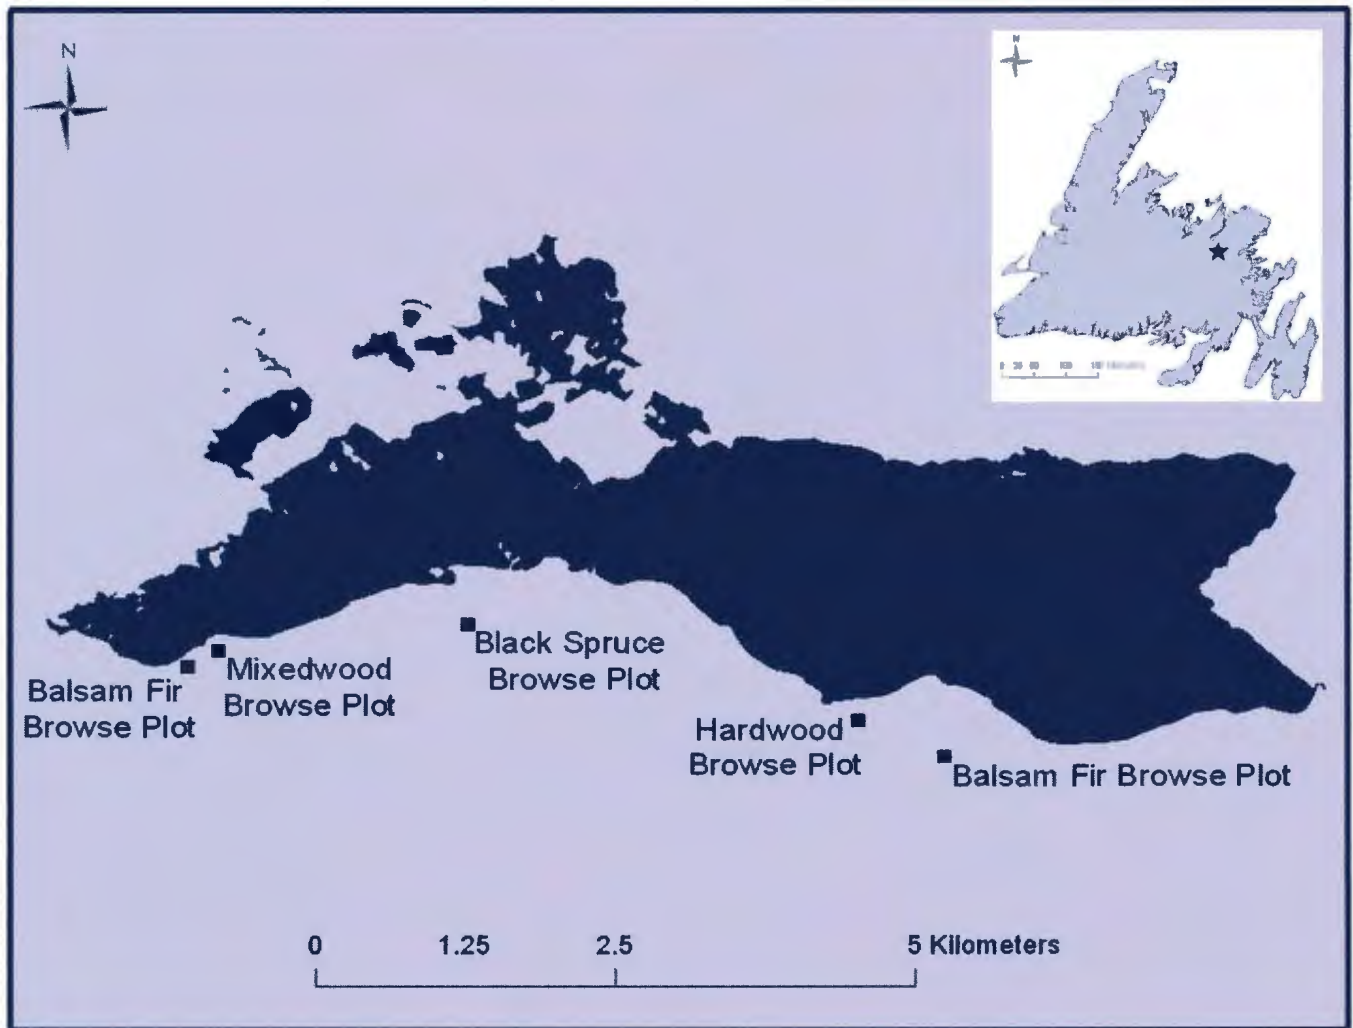 N
N
Black Spruce
Browse Plot
Mixedwood
Browse Plot
Balsam Fir
Browse Plot
Hardwood
Browse Plot
Balsam Fir Browse Plot
0 1.25 2.5 5 Kilometers